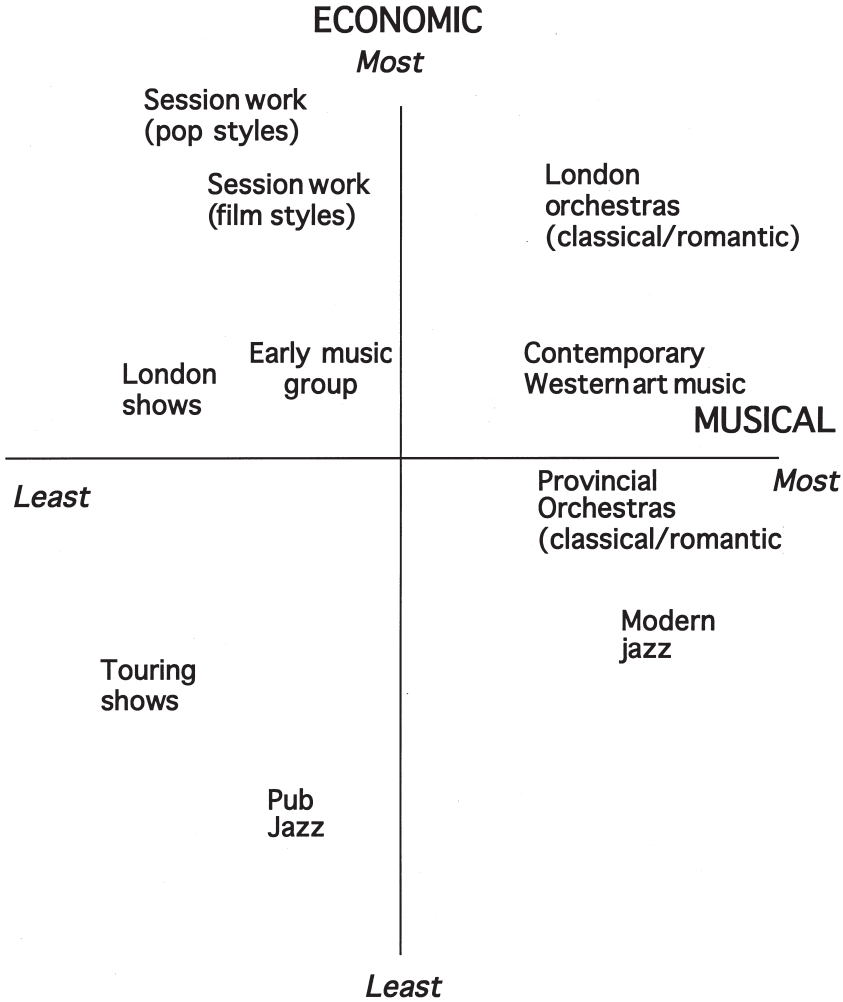 ECONOMIC
Most
Session work
(pop styles)
Session work
(film styles)
London
orchestras
(classical/romantic)
Early music
group
London
shows
Contemporary
Western art music
MUSICAL
Least
Most
Provincial
Orchestras
(classical/romantic
Modern
jazz
Touring
shows
Pub
Jazz
Least